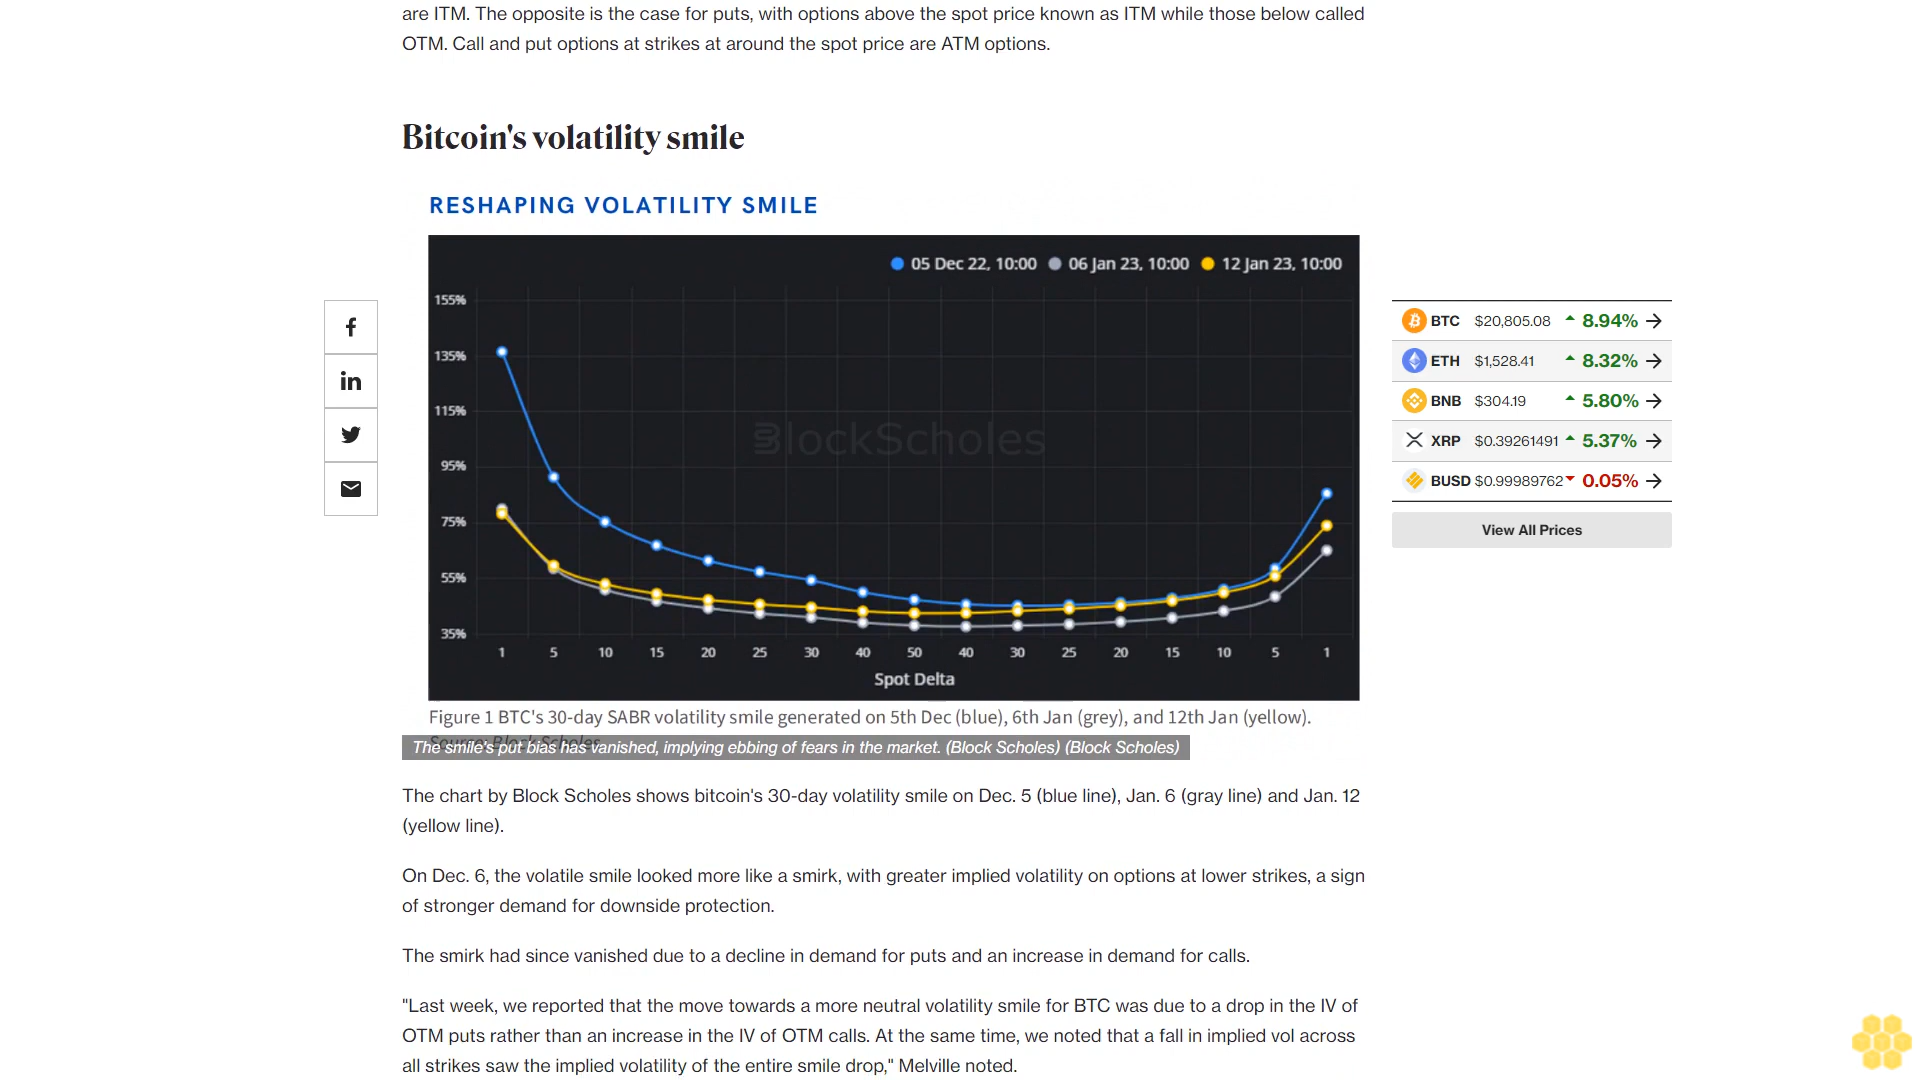 are ITM. The opposite is the case for puts, with options above the spot price known as ITM while those below called
OTM. Call and put options at strikes at around the spot price are ATM options.
Bitcoin's volatility smile
RESHAPING VOLATILITY SMILE
05 Dec 22, 10:00 06 Jan 23, 10:00 12 Jan 23, 10:00
155%
135%
115%
95%
75%
55%
35%
BlockScholes
1 5 10 15 20 25 30 40 50 40 30 25 20 15 10 5 1
Spot Delta
Figure 1 BTC's 30-day SABR volatility smile generated on 5th Dec (blue), 6th Jan (grey), and 12th Jan (yellow).
Source: Block Scholes
The smile's put bias has vanished, implying ebbing of fears in the market. (Block Scholes) (Block Scholes)
The chart by Block Scholes shows bitcoin's 30-day volatility smile on Dec. 5 (blue line), Jan. 6 (gray line) and Jan. 12
(yellow line).
On Dec. 6, the volatile smile looked more like a smirk, with greater implied volatility on options at lower strikes, a sign
of stronger demand for downside protection.
The smirk had since vanished due to a decline in demand for puts and an increase in demand for calls.
"Last week, we reported that the move towards a more neutral volatility smile for BTC was due to a drop in the IV of
OTM puts rather than an increase in the IV of OTM calls. At the same time, we noted that a fall in implied vol across
all strikes saw the implied volatility of the entire smile drop," Melville noted.
BTC $20,805.08 8.94%
ETH $1,528.41 8.32%
BNB $304.19 5.80%
XRP $0.39261491 5.37%
BUSD $0.99989762 0.05%
View All Prices